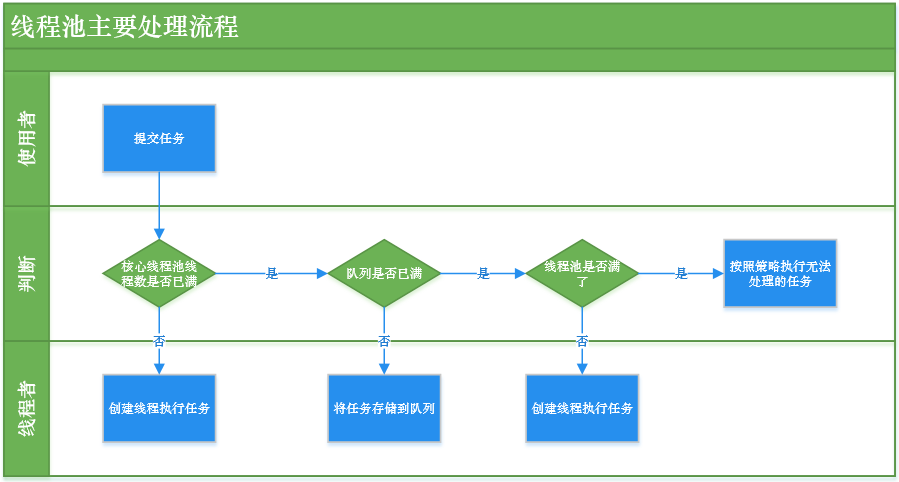 线程池主要处理流程
使用者
提交任务
判断
核心线程池线
程数是否已满
是
队列是否已满
是
线程池是否满
了
是
按照策略执行无法
处理的任务
否
否
否
线程者
创建线程执行任务
将任务存储到队列
创建线程执行任务